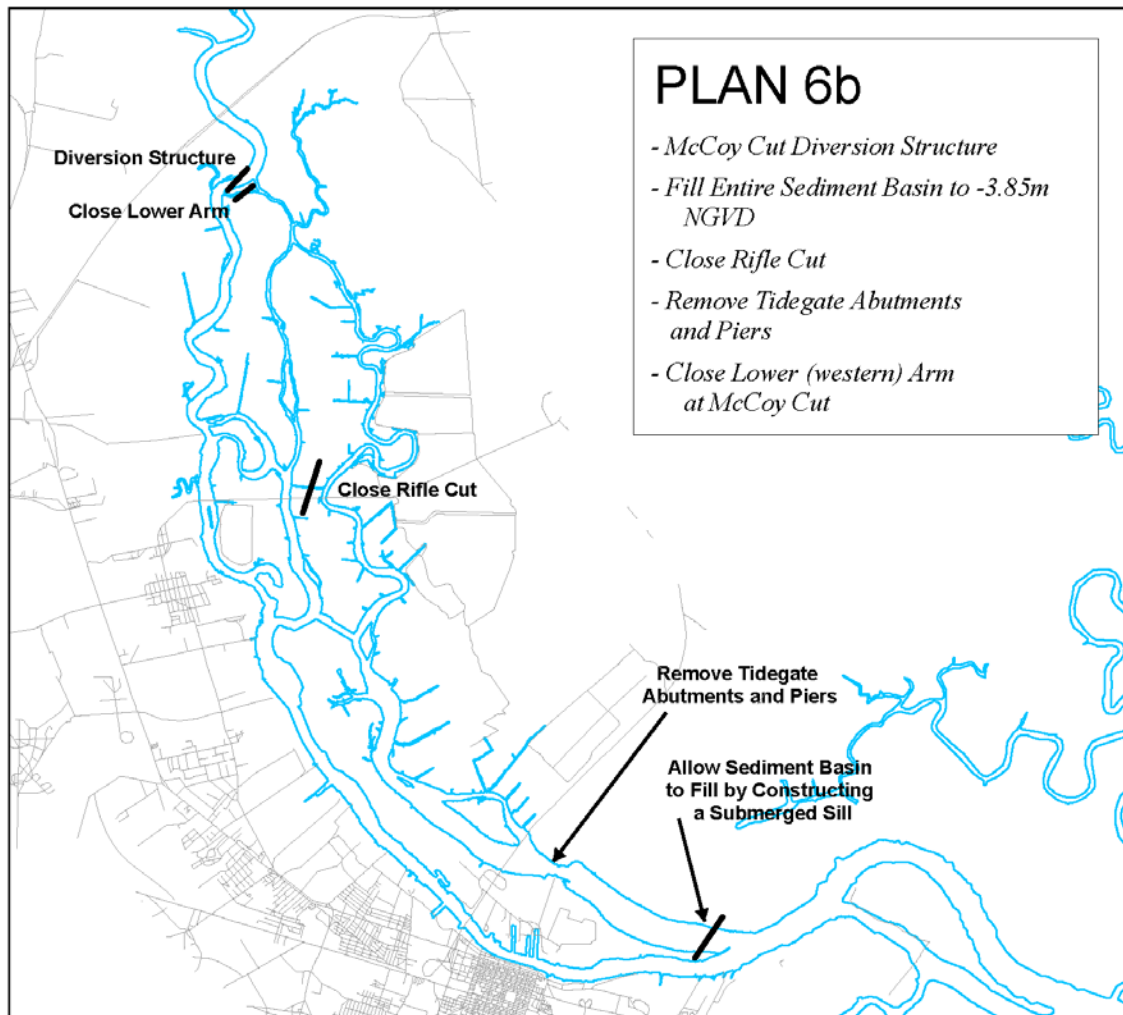 PLAN 6b
- McCoy Cut Diversion Structure
- Fill Entire Sediment Basin to -3.85m
NGVD
- Close Rifle Cut
- Remove Tidegate Abutments
and Piers
- Close Lower (western) Arm
at McCoy Cut
Diversion Structure
Close Lower Arm
Close Rifle Cut
Remove Tidegate
Abutments and Piers
Allow Sediment Basin
to Fill by Constructing
a Submerged Sill